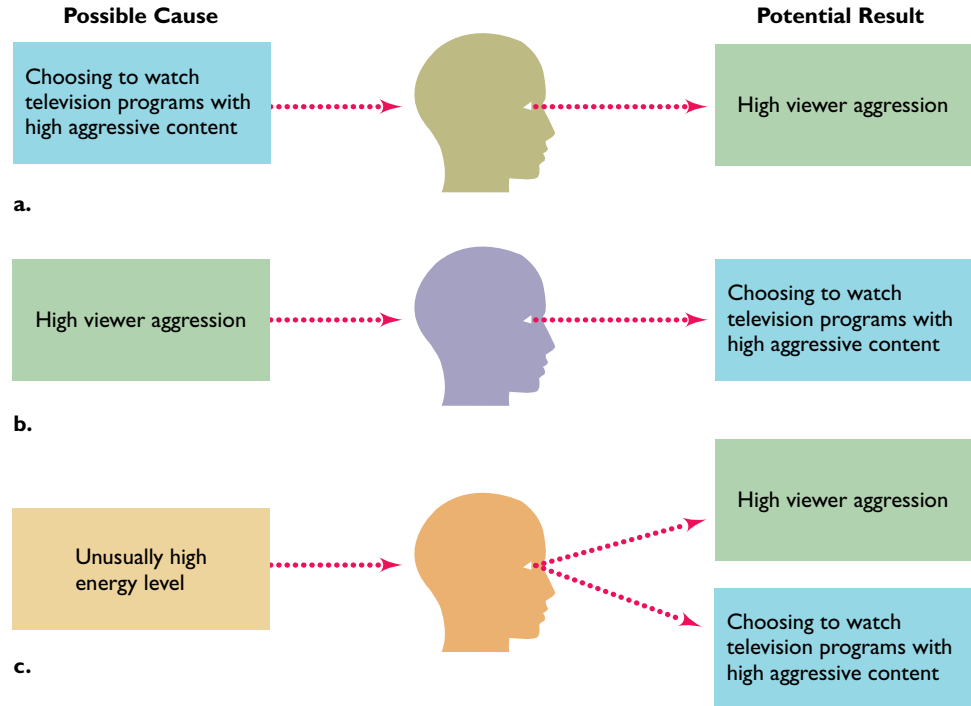 Possible Cause
Potential Result
Choosing to watch
television programs with
high aggressive content
High viewer aggression
a.
High viewer aggression
Choosing to watch
television programs with
high aggressive content
b.
Unusually high
energy level
High viewer aggression
Choosing to watch
television programs with
high aggressive content
c.